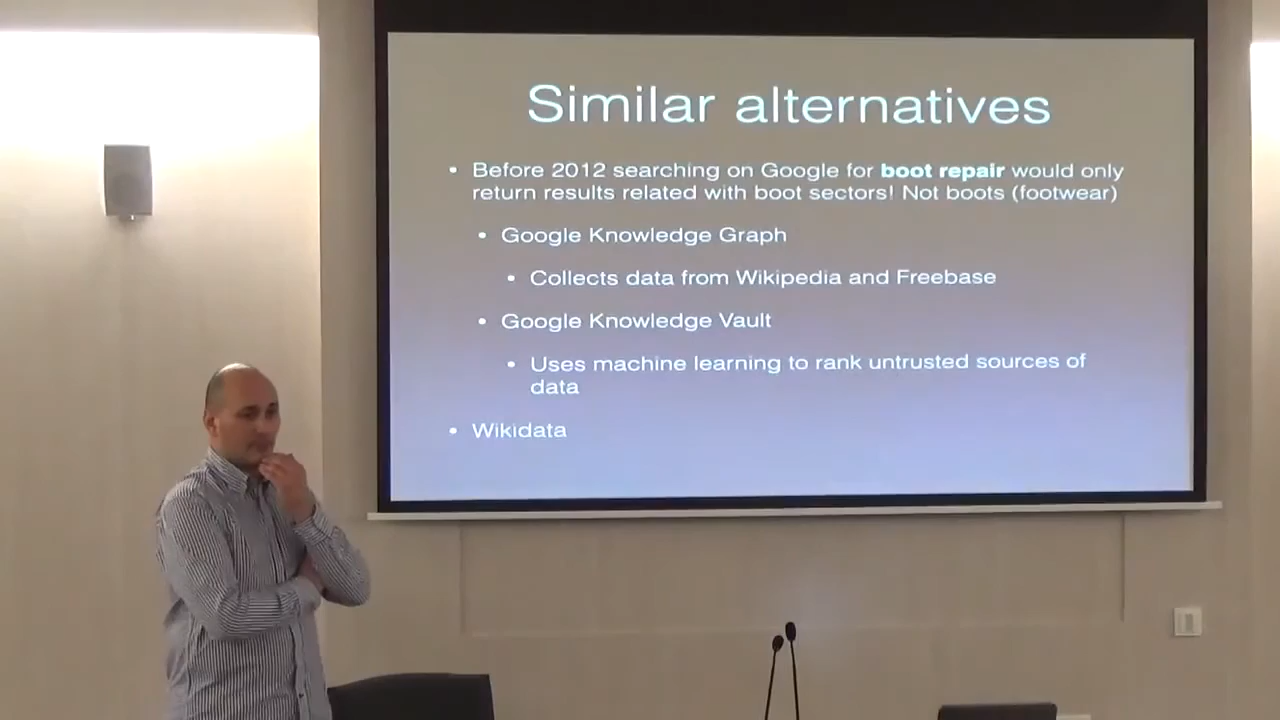 Similar alternatives
• Before 2012 searching on Google for boot repair would only
return results related with boot sectors! Not boots (footwear)
• Google Knowledge Graph
• Collects data from Wikipedia and Freebase
• Google Knowledge Vault
• Uses machine learning to rank untrusted sources of
data
• Wikidata